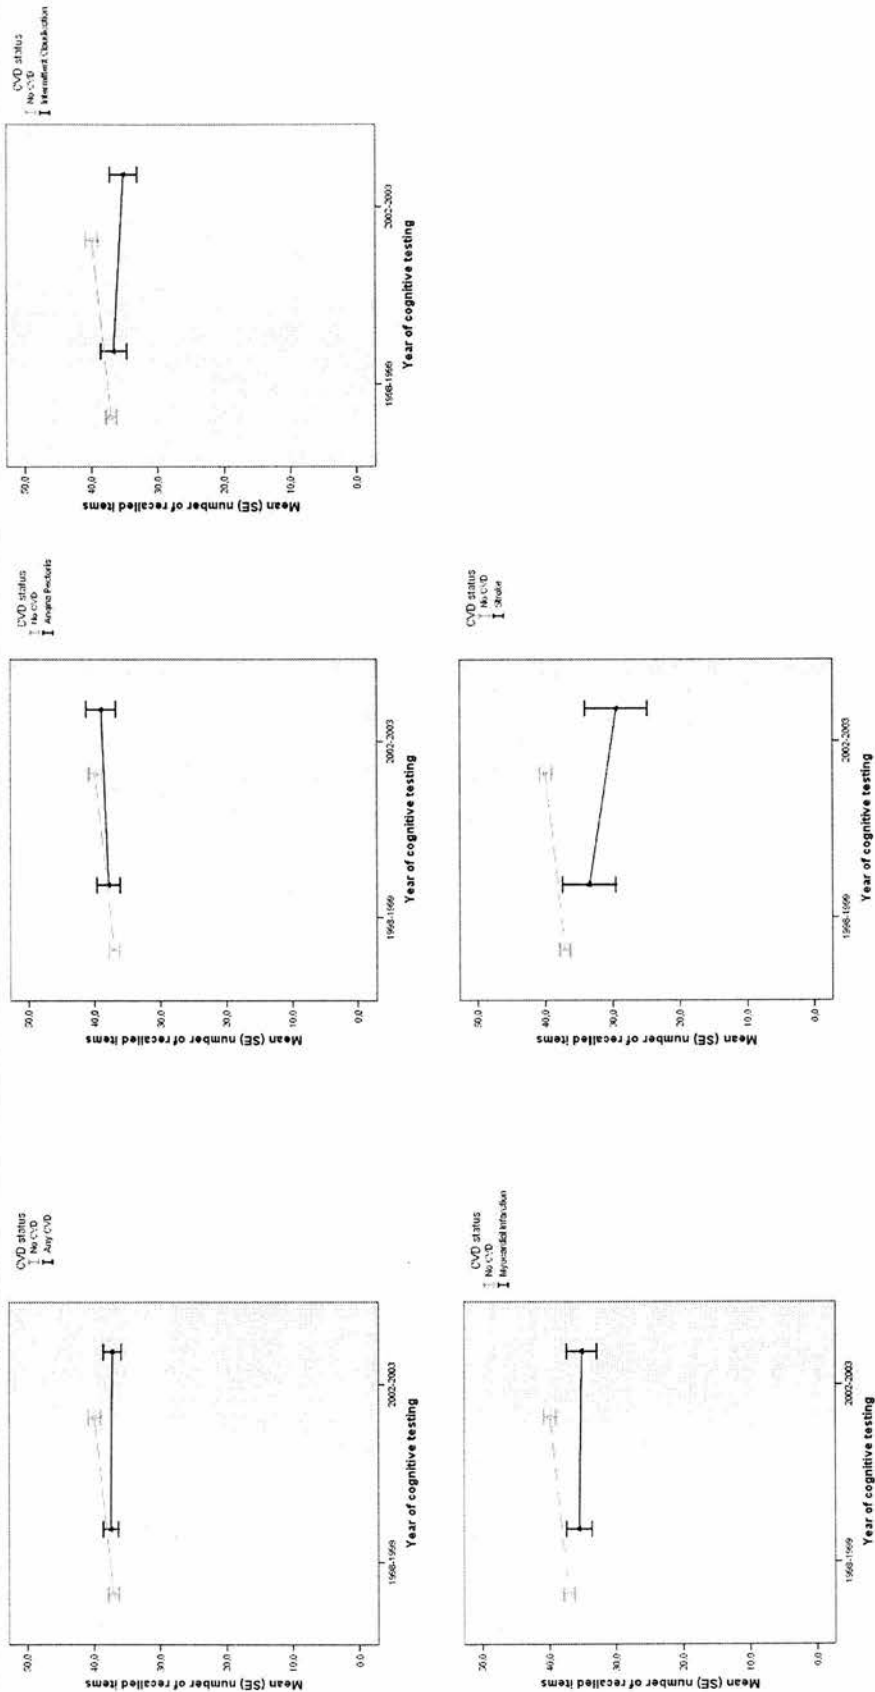 CVD status
No CVD
Any CVD
Mean (SE) number of recalled items
50.0
40.0
30.0
20.0
10.0
0.0
1998-1999
2002-2003
Year of cognitive testing
CVD status
No CVD
Angina Pectoris
Mean (SE) number of recalled items
50.0
40.0
30.0
20.0
10.0
0.0
1998-1999
2002-2003
Year of cognitive testing
CVD status
No CVD
Intermittent Claudication
Mean (SE) number of recalled items
50.0
40.0
30.0
20.0
10.0
0.0
1998-1999
2002-2003
Year of cognitive testing
CVD status
No CVD
Myocardial Infarction
Mean (SE) number of recalled items
50.0
40.0
30.0
20.0
10.0
0.0
1998-1999
2002-2003
Year of cognitive testing
CVD status
No CVD
Stroke
Mean (SE) number of recalled items
50.0
40.0
30.0
20.0
10.0
0.0
1998-1999
2002-2003
Year of cognitive testing